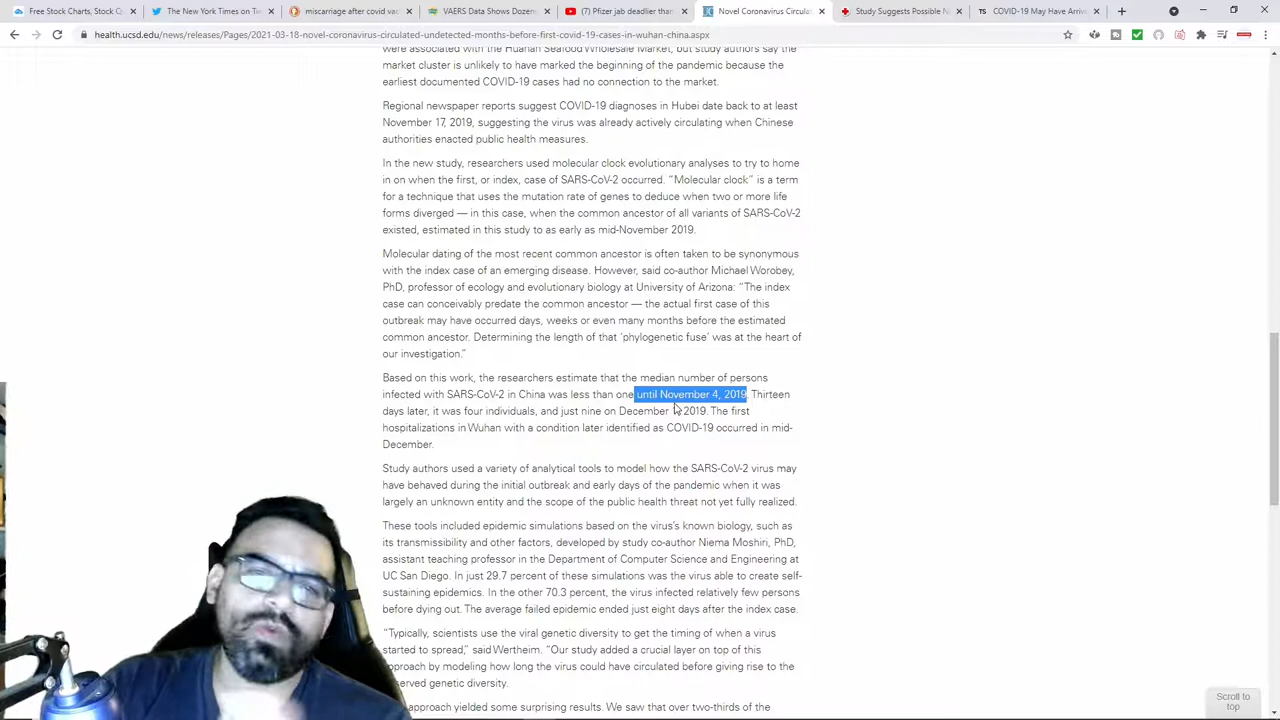 Free Stock Charts, Stock Q
The New York Times on Tw
miscarriage after covid vac
VAERS Data Shows Dozens
(7) Pfizer jab deadlier than
Novel Coronavirus Circulat
Study Suggests Possible N
COVID-19 May Have Arriv
health.ucsd.edu/news/releases/Pages/2021-03-18-novel-coronavirus-circulated-undetected-months-before-first-covid-19-cases-in-wuhan-china.aspx
were associated with the Huanan Seafood Wholesale Market, but study authors say the
market cluster is unlikely to have marked the beginning of the pandemic because the
earliest documented COVID-19 cases had no connection to the market.
Regional newspaper reports suggest COVID-19 diagnoses in Hubei date back to at least
November 17, 2019, suggesting the virus was already actively circulating when Chinese
authorities enacted public health measures.
In the new study, researchers used molecular clock evolutionary analyses to try to home
in on when the first, or index, case of SARS-CoV-2 occurred. “Molecular clock” is a term
for a technique that uses the mutation rate of genes to deduce when two or more life
forms diverged — in this case, when the common ancestor of all variants of SARS-CoV-2
existed, estimated in this study to as early as mid-November 2019.
Molecular dating of the most recent common ancestor is often taken to be synonymous
with the index case of an emerging disease. However, said co-author Michael Worobey,
PhD, professor of ecology and evolutionary biology at University of Arizona: “The index
case can conceivably predate the common ancestor — the actual first case of this
outbreak may have occurred days, weeks or even many months before the estimated
common ancestor. Determining the length of that ‘phylogenetic fuse’ was at the heart of
our investigation.”
Based on this work, the researchers estimate that the median number of persons
infected with SARS-CoV-2 in China was less than one until November 4, 2019. Thirteen
days later, it was four individuals, and just nine on December 2019. The first
hospitalizations in Wuhan with a condition later identified as COVID-19 occurred in mid-
December.
Study authors used a variety of analytical tools to model how the SARS-CoV-2 virus may
have behaved during the initial outbreak and early days of the pandemic when it was
largely an unknown entity and the scope of the public health threat not yet fully realized.
These tools included epidemic simulations based on the virus’s known biology, such as
its transmissibility and other factors, developed by study co-author Niema Moshiri, PhD,
assistant teaching professor in the Department of Computer Science and Engineering at
UC San Diego. In just 29.7 percent of these simulations was the virus able to create self-
sustaining epidemics. In the other 70.3 percent, the virus infected relatively few persons
before dying out. The average failed epidemic ended just eight days after the index case.
“Typically, scientists use the viral genetic diversity to get the timing of when a virus
started to spread,” said Wertheim. “Our study added a crucial layer on top of this
approach by modeling how long the virus could have circulated before giving rise to the
served genetic diversity.
approach yielded some surprising results. We saw that over two-thirds of the
Scroll to
top